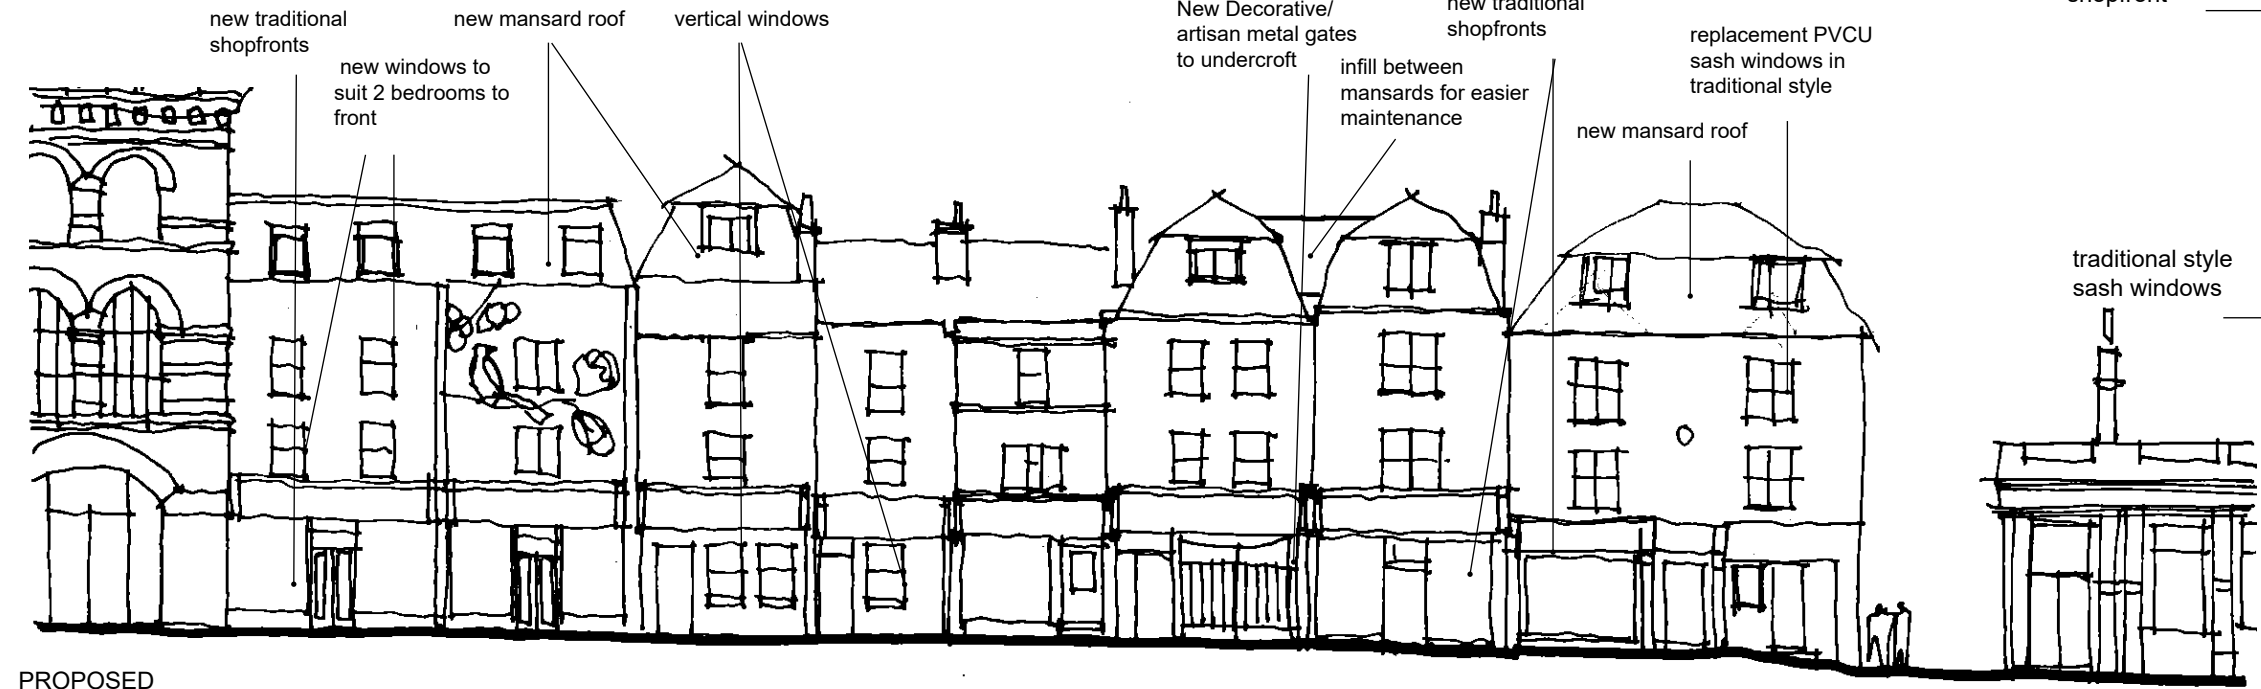 new traditional
shopfronts
new windows to
suit 2 bedrooms to
front
new mansard roof
vertical windows
New Decorative/
artisan metal gates
to undercroft
infill between
mansards for easier
maintenance
new traditional
shopfronts
replacement PVCU
sash windows in
traditional style
new mansard roof
shopfront
traditional style
sash windows
PROPOSED